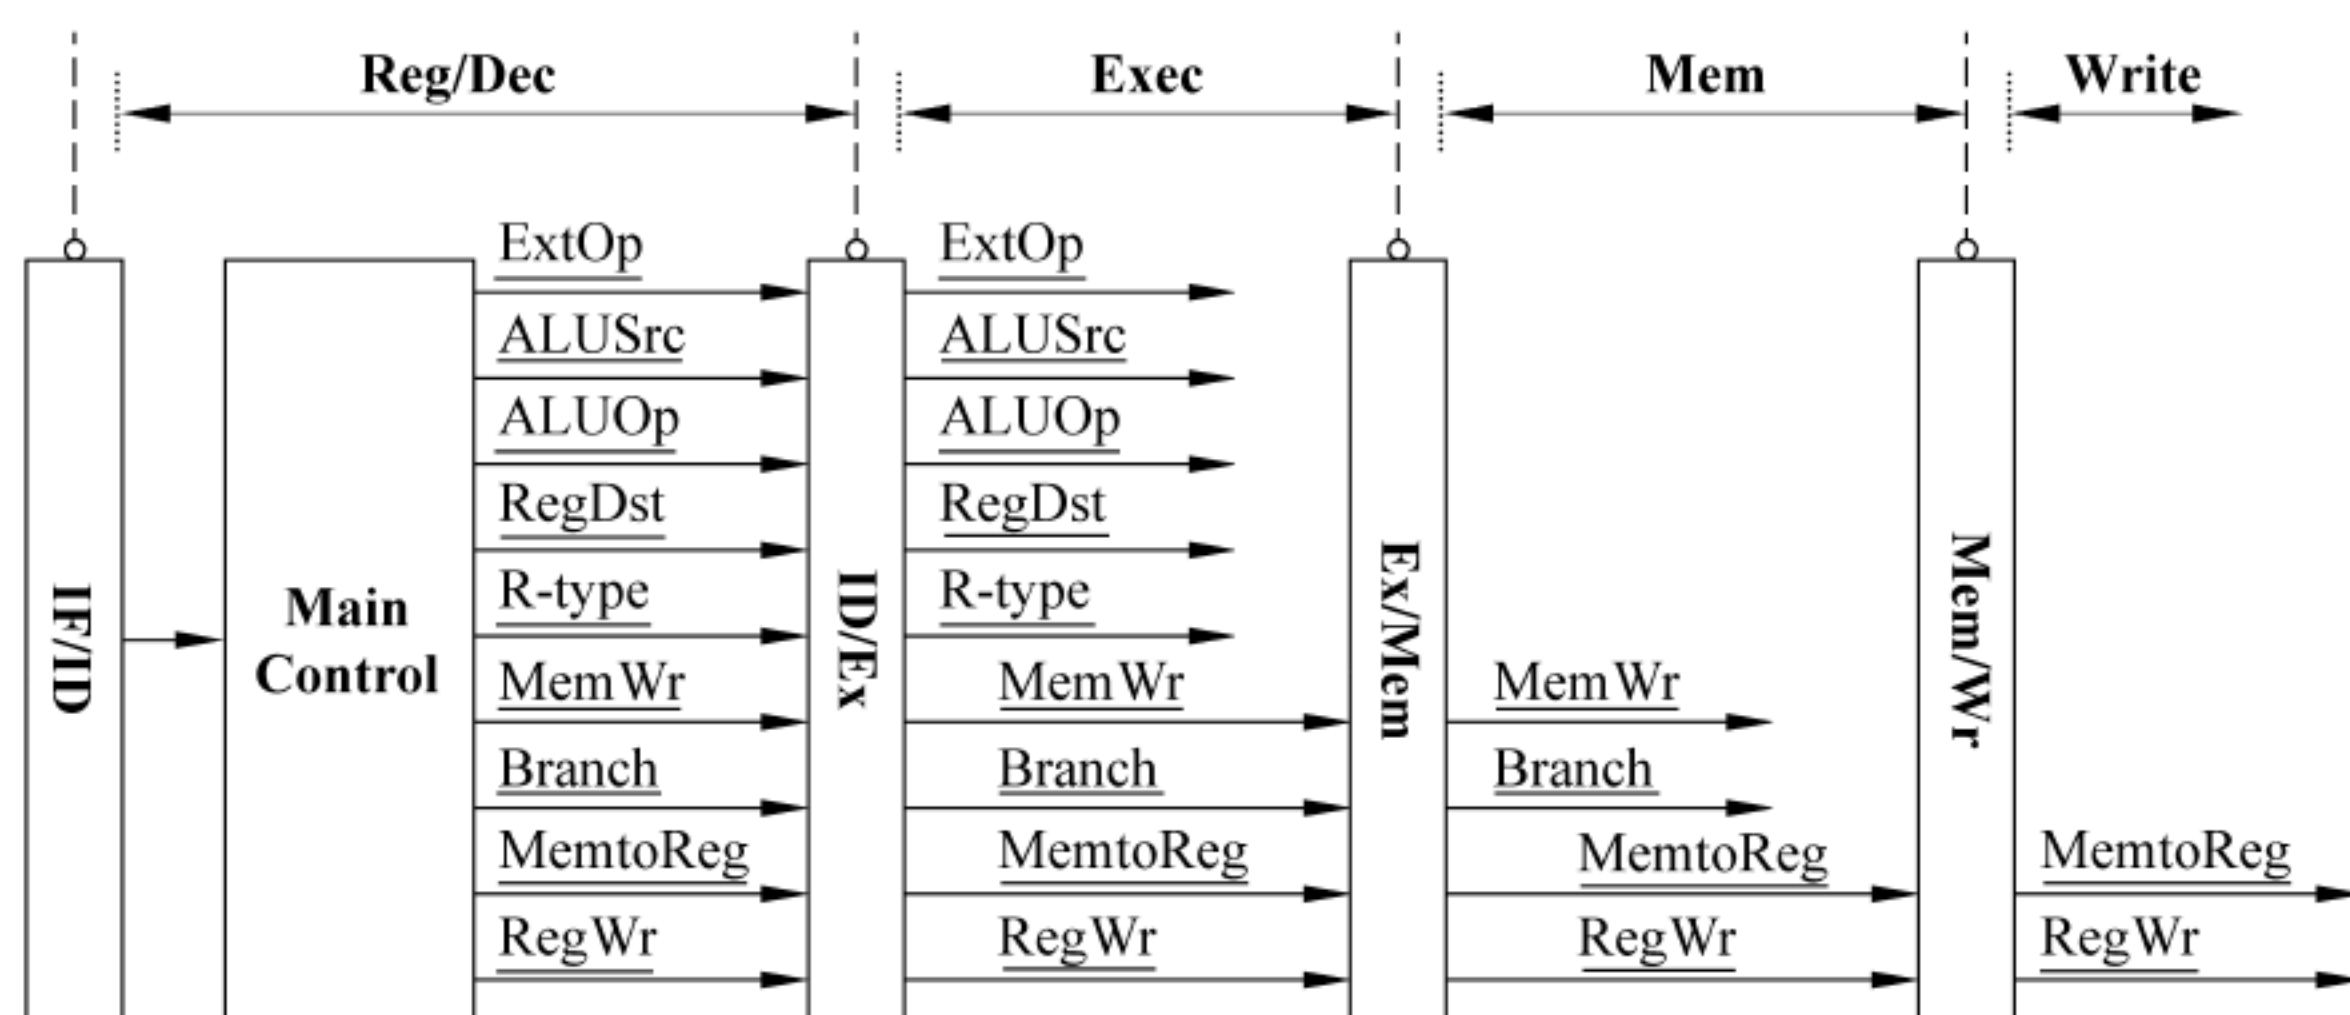 Reg/Dec
Exec
Mem
Write
IF/ID
Main
Control
ExtOp
ALUSrc
ALUOp
RegDst
R-type
MemWr
Branch
MemtoReg
RegWr
ID/Ex
ExtOp
ALUSrc
ALUOp
RegDst
R-type
MemWr
Branch
MemtoReg
RegWr
Ex/Mem
MemWr
Branch
MemtoReg
RegWr
Mem/Wr
MemtoReg
RegWr